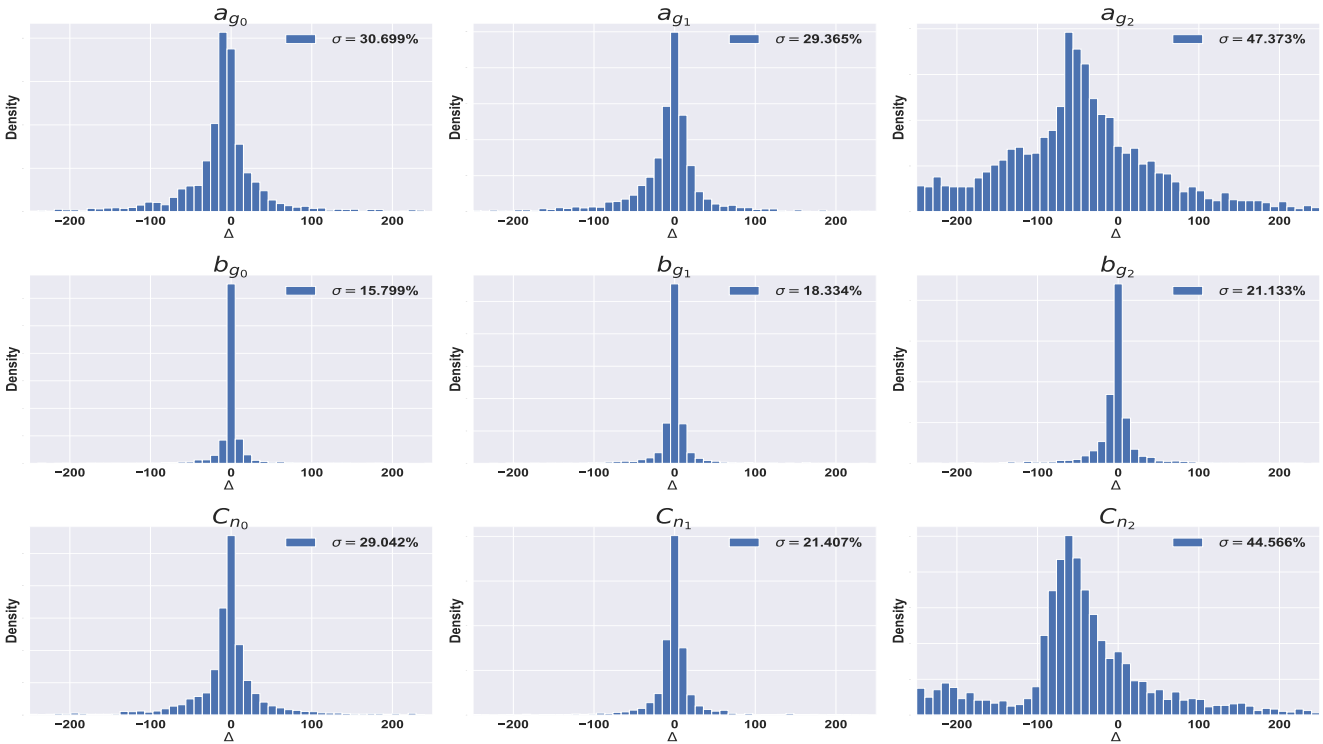 a_{g_0} a_{g_1} a_{g_2}
σ = 30.699% σ = 29.365% σ = 47.373%
Density Density Density
−200 −100 0 100 200 −200 −100 0 100 200 −200 −100 0 100 200
Δ Δ Δ
b_{g_0} b_{g_1} b_{g_2}
σ = 15.799% σ = 18.334% σ = 21.133%
Density Density Density
−200 −100 0 100 200 −200 −100 0 100 200 −200 −100 0 100 200
Δ Δ Δ
C_{n_0} C_{n_1} C_{n_2}
σ = 29.042% σ = 21.407% σ = 44.566%
Density Density Density
−200 −100 0 100 200 −200 −100 0 100 200 −200 −100 0 100 200
Δ Δ Δ